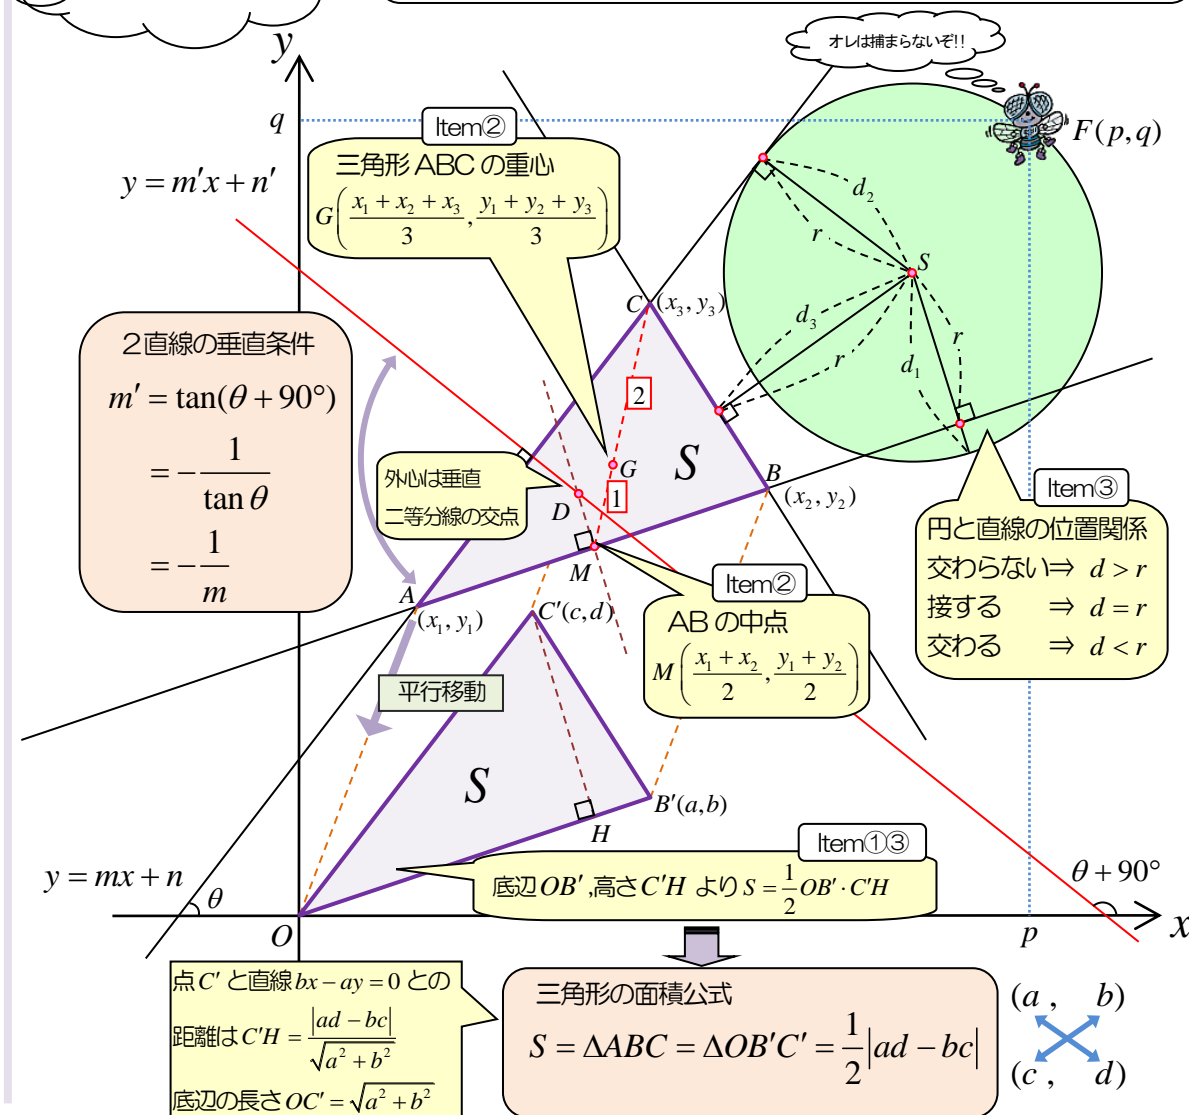 オレは捕まらないぞ!!
y
q
F(p,q)
Item②
三角形 ABC の重心
G((x₁+x₂+x₃)/3, (y₁+y₂+y₃)/3)
y = m′x + n′
d₂
r
S
C (x₃, y₃)
d₃
r
d₁
r
2直線の垂直条件
m′ = tan(θ + 90°)
= −1/tan θ
= −1/m
2
S
G
1
外心は垂直
二等分線の交点
D
M
B
(x₂, y₂)
Item③
円と直線の位置関係
交わらない⇒ d > r
接する ⇒ d = r
交わる ⇒ d < r
A
(x₁, y₁)
C′(c,d)
Item②
AB の中点
M((x₁+x₂)/2, (y₁+y₂)/2)
平行移動
S
B′(a,b)
H
Item①③
底辺 OB′ ,高さ C′H より S = 1/2 OB′ · C′H
y = mx + n
θ
θ + 90°
O
p
x
点 C′ と直線 bx − ay = 0 との
距離は C′H = |ad − bc|/√(a² + b²)
底辺の長さ OC′ = √(a² + b²)
三角形の面積公式
S = ΔABC = ΔOB′C′ = 1/2|ad − bc|
(a , b)
(c , d)